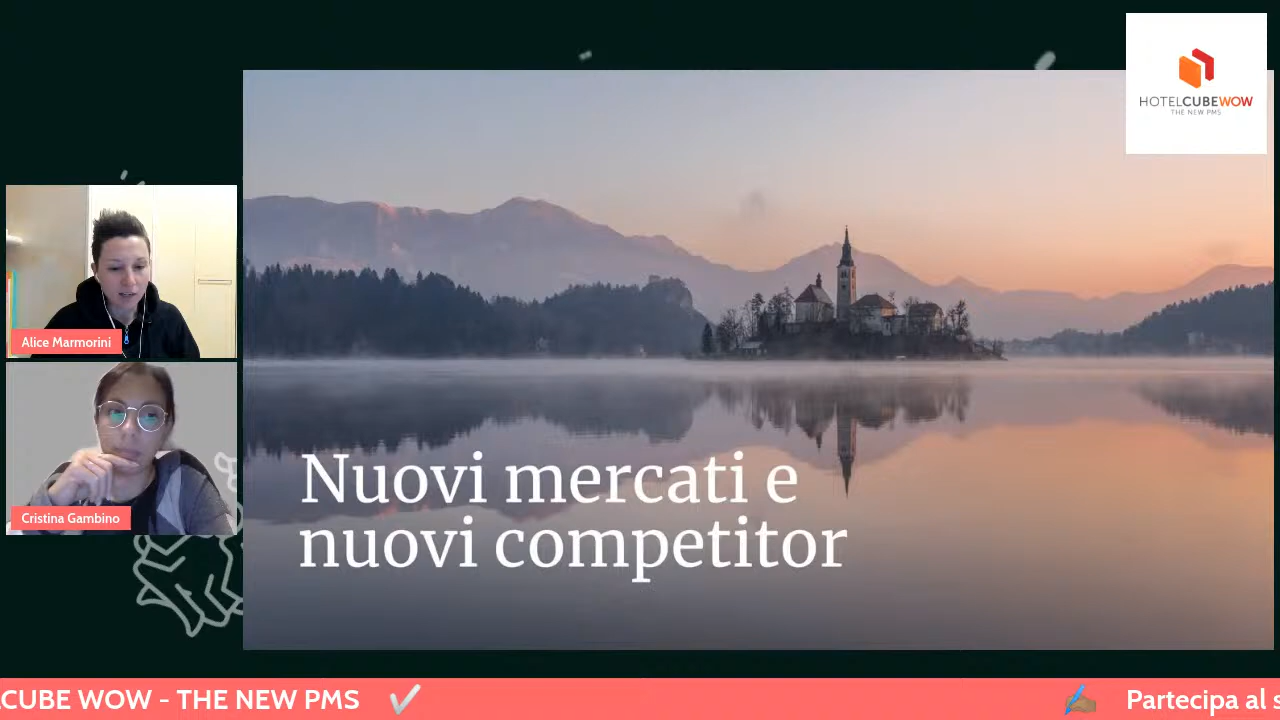 HOTELCUBEWOW
THE NEW PMS
Alice Marmorini
Cristina Gambino
Nuovi mercati e
nuovi competitor
CUBE WOW - THE NEW PMS ✔️ ✍🏽 Partecipa al s